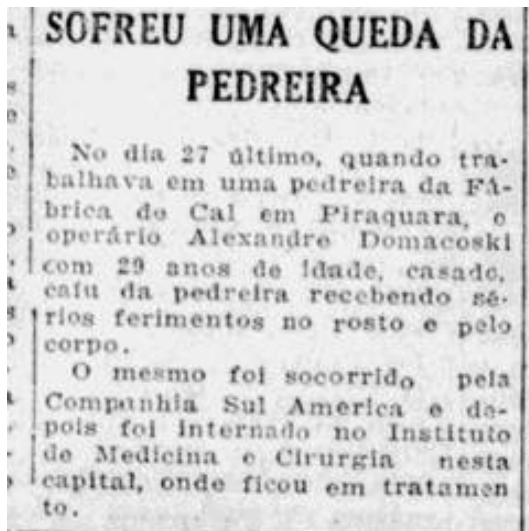 SOFREU UMA QUEDA DA
PEDREIRA
No dia 27 último, quando tra-
balhava em uma pedreira da Fá-
brica de Cal em Piraquara, o
operário Alexandre Domacoski
com 29 anos de idade, casado,
caiu da pedreira recebendo sé-
rios ferimentos no rosto e pelo
corpo.
O mesmo foi socorrido pela
Companhia Sul America e de-
pois foi internado no Instituto
de Medicina e Cirurgia nesta
capital, onde ficou em tratamen
to.